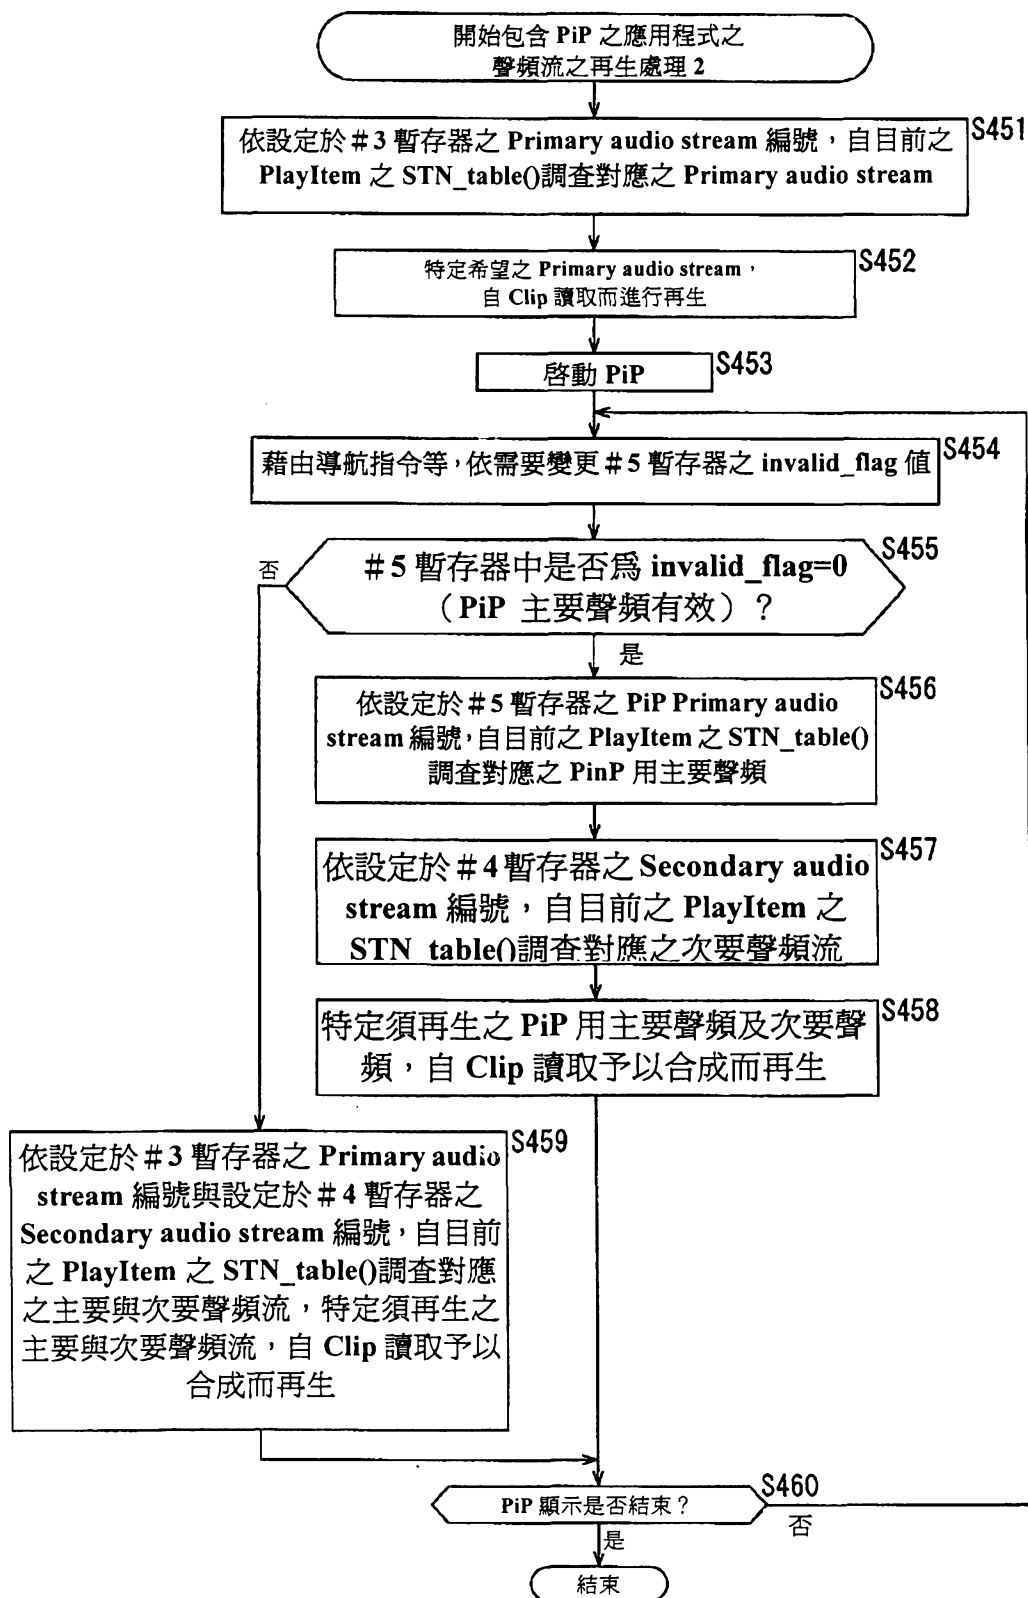 開始包含 PiP 之應用程式之
聲頻流之再生處理 2
S451
依設定於＃3 暫存器之 Primary audio stream 編號，自目前之
PlayItem 之 STN_table()調查對應之 Primary audio stream
S452
特定希望之 Primary audio stream，
自 Clip 讀取而進行再生
S453
啓動 PiP
S454
藉由導航指令等，依需要變更＃5 暫存器之 invalid_flag 值
S455
＃5 暫存器中是否爲 invalid_flag=0
（PiP 主要聲頻有效）？
否
是
S456
依設定於＃5 暫存器之 PiP Primary audio
stream 編號，自目前之 PlayItem 之 STN_table()
調查對應之 PinP 用主要聲頻
S457
依設定於＃4 暫存器之 Secondary audio
stream 編號，自目前之 PlayItem 之
STN_table()調查對應之次要聲頻流
S458
特定須再生之 PiP 用主要聲頻及次要聲
頻，自 Clip 讀取予以合成而再生
S459
依設定於＃3 暫存器之 Primary audio
stream 編號與設定於＃4 暫存器之
Secondary audio stream 編號，自目前
之 PlayItem 之 STN_table()調查對應
之主要與次要聲頻流，特定須再生之
主要與次要聲頻流，自 Clip 讀取予以
合成而再生
S460
PiP 顯示是否結束？
否
是
結束